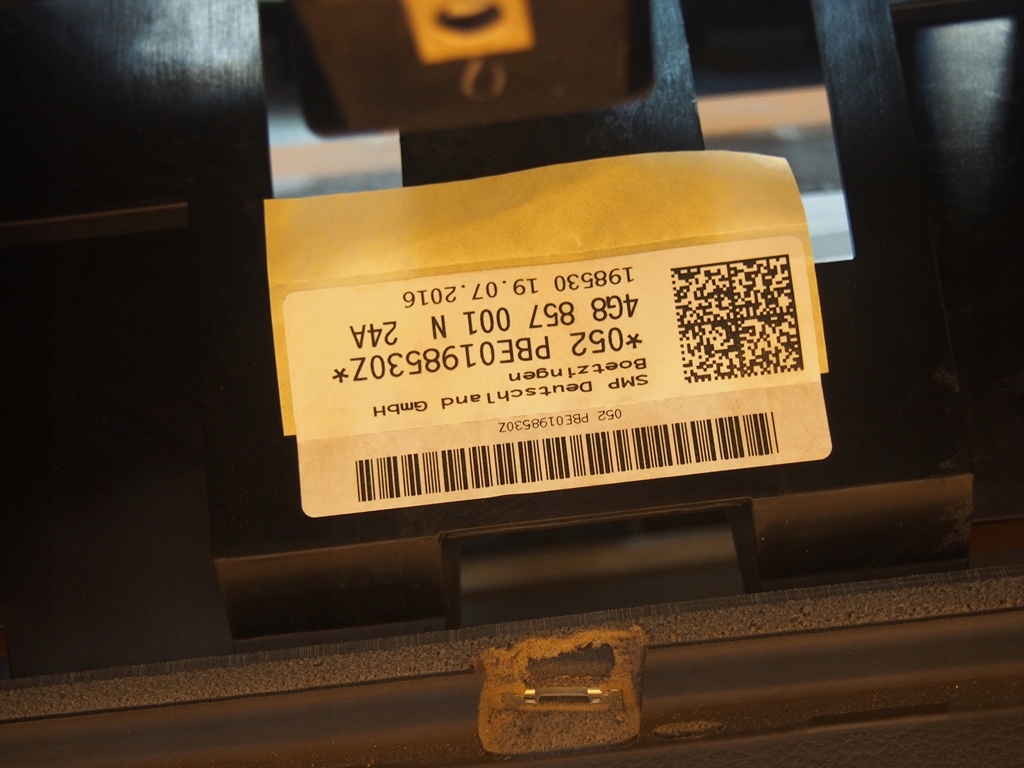 052 PBE0198530Z
SMP Deutschland GmbH
Boetzingen
*052 PBE0198530Z*
4G8 857 001 N 24A
198530 19.07.2016